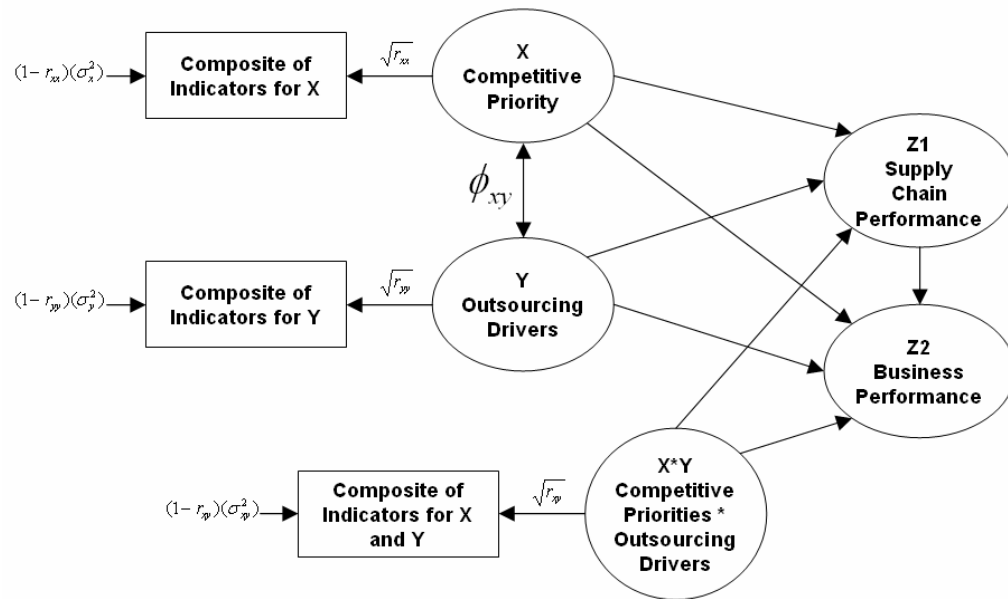 X
Competitive
Priority
√r_xx
Composite of
Indicators for X
(1- r_xx)(σ_x^2)
ϕ_xy
Z1
Supply
Chain
Performance
Y
Outsourcing
Drivers
√r_yy
Composite of
Indicators for Y
(1- r_yy)(σ_y^2)
Z2
Business
Performance
X*Y
Competitive
Priorities *
Outsourcing
Drivers
√r_xy
Composite of
Indicators for X
and Y
(1- r_xy)(σ_xy^2)